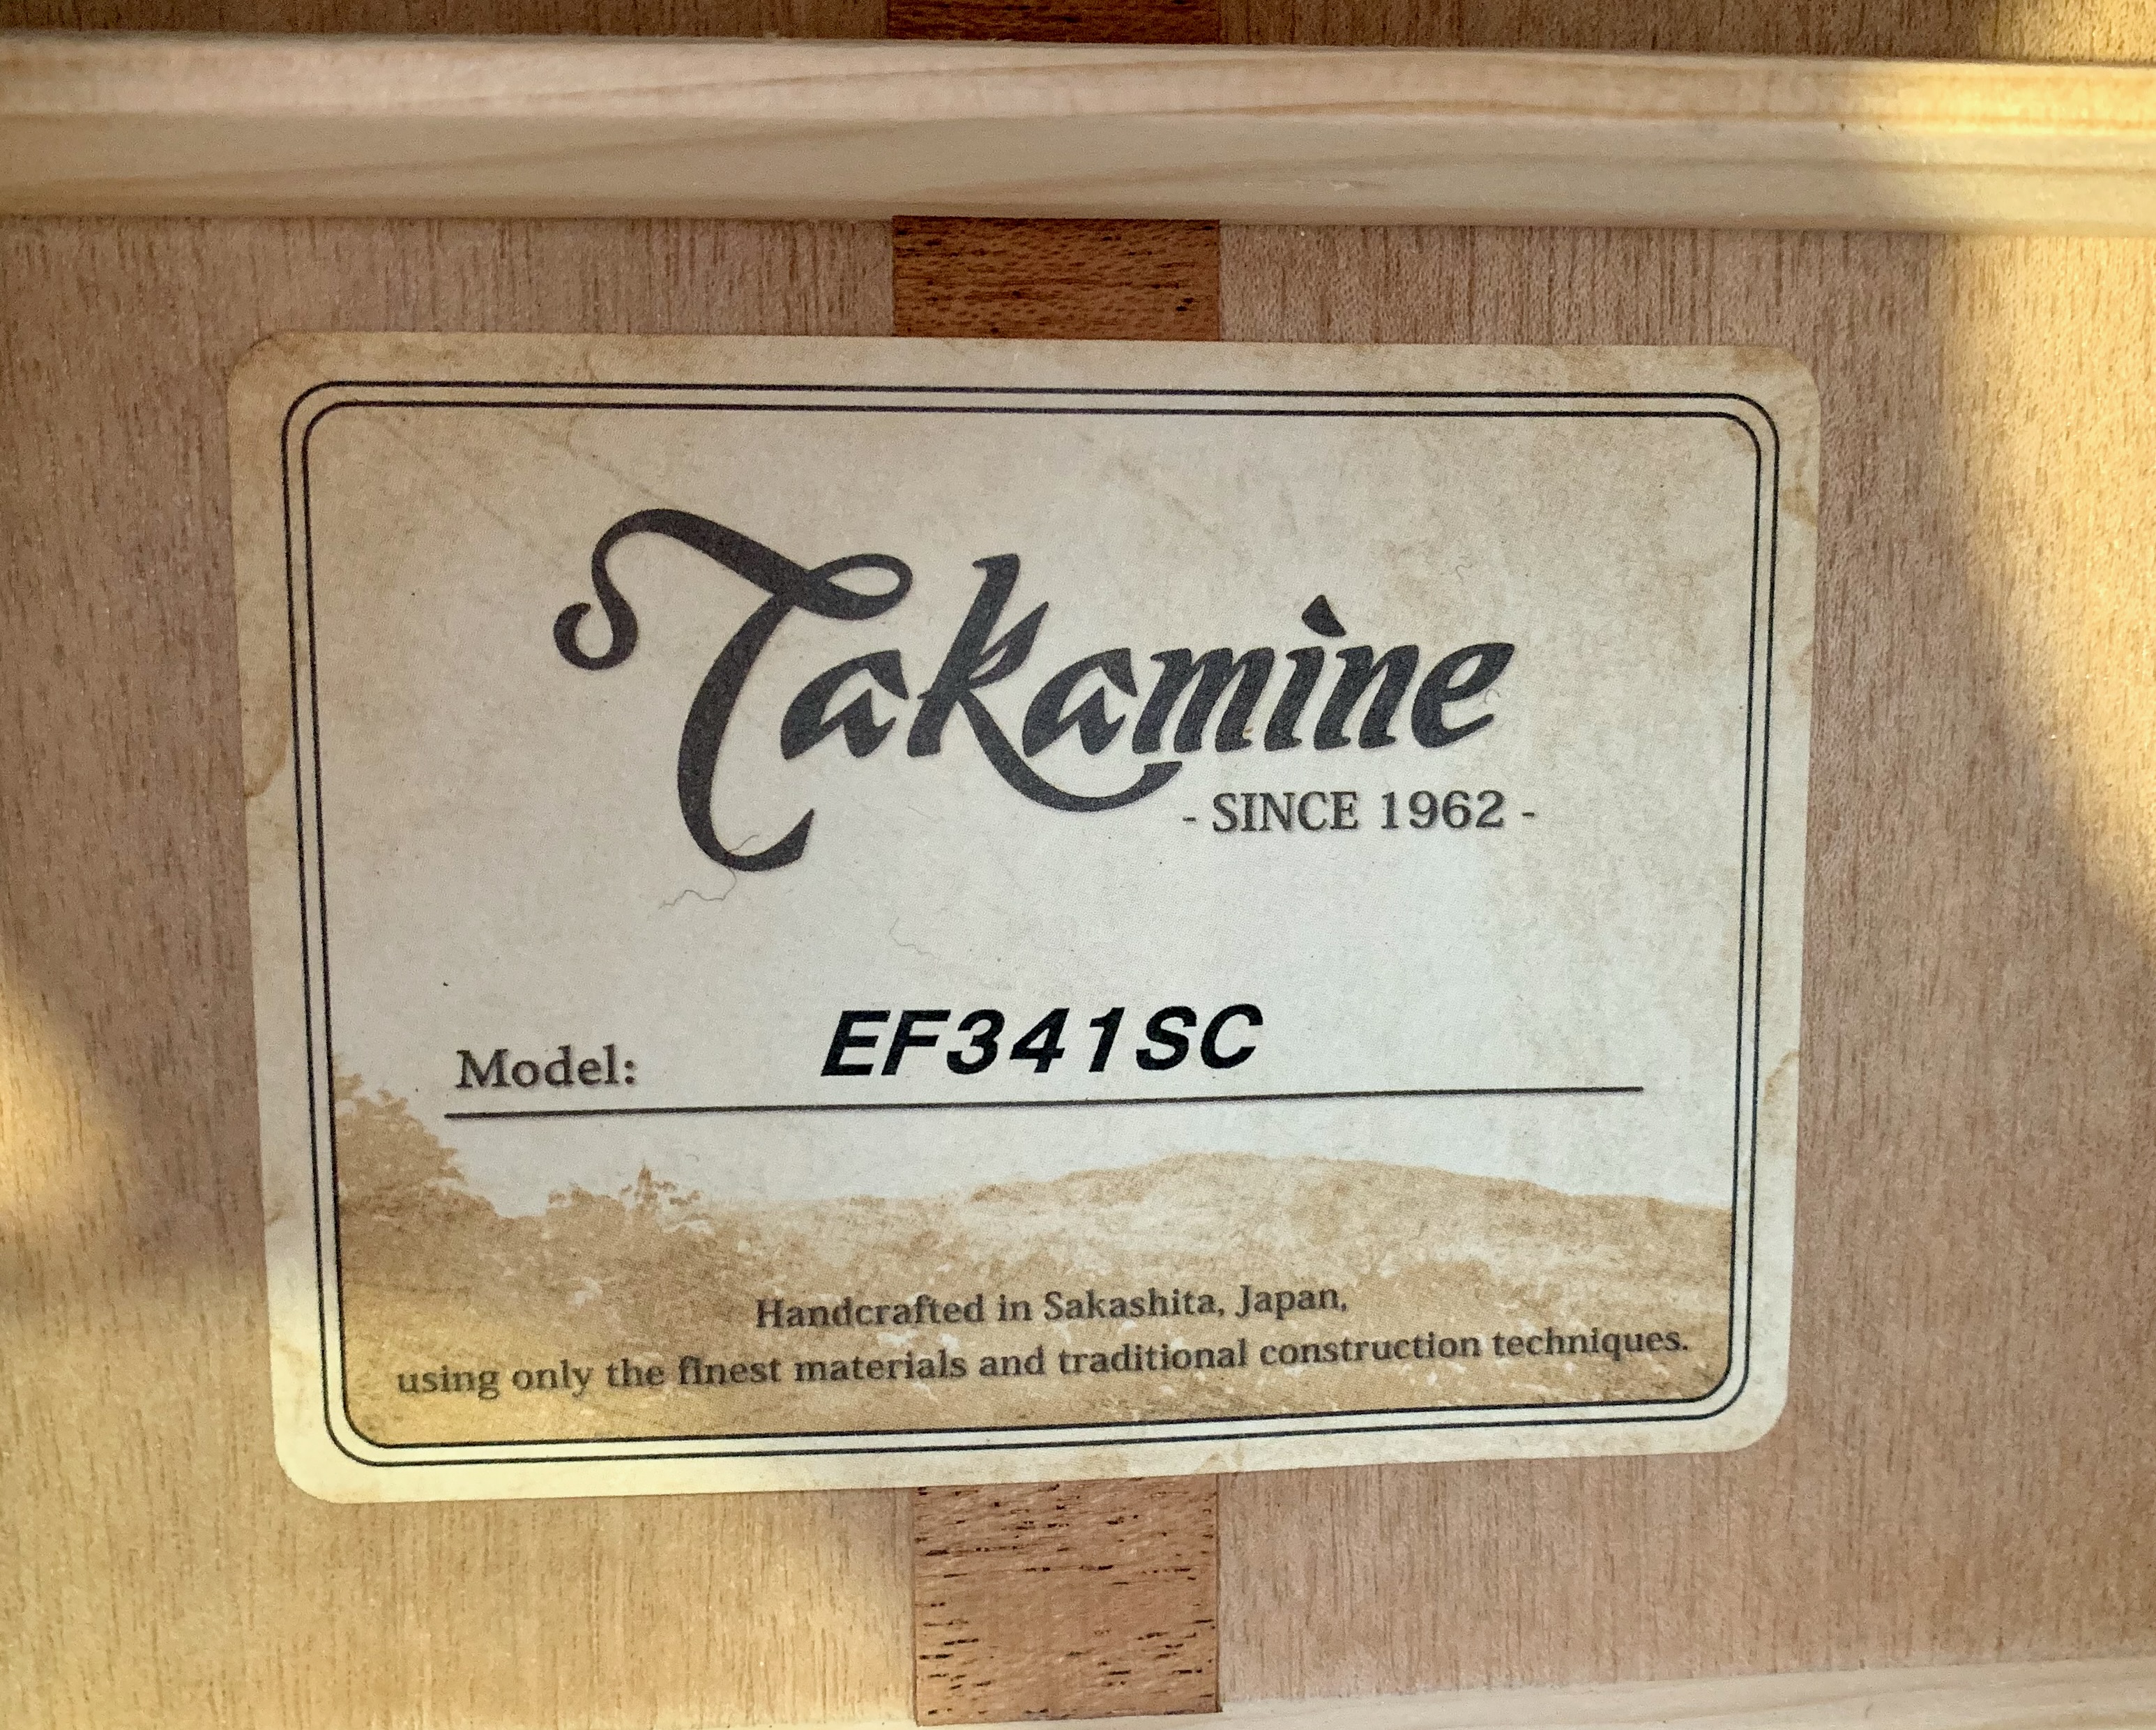 Takamine
- SINCE 1962 -
Model: EF341SC
Handcrafted in Sakashita, Japan,
using only the finest materials and traditional construction techniques.